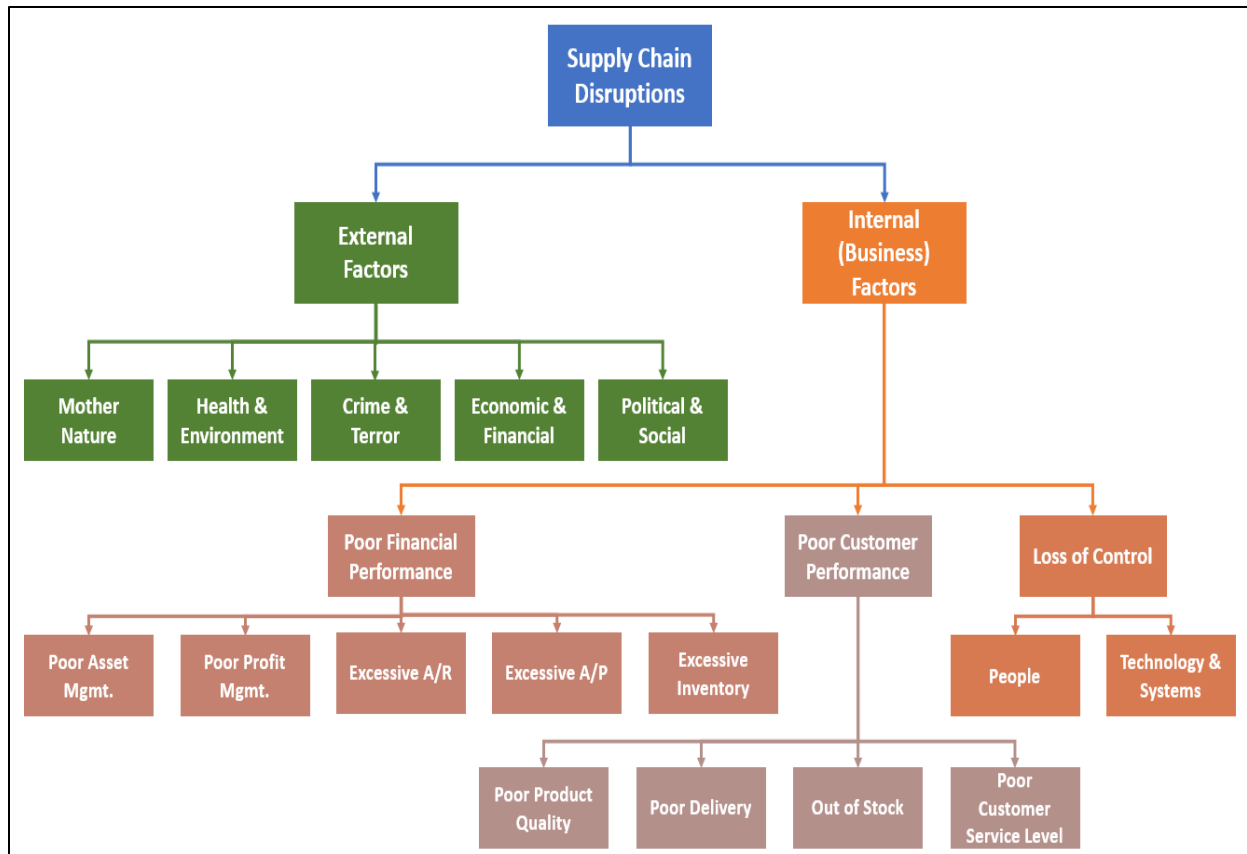 Supply Chain
Disruptions
External
Factors
Internal
(Business)
Factors
Mother
Nature
Health &
Environment
Crime &
Terror
Economic &
Financial
Political &
Social
Poor Financial
Performance
Poor Customer
Performance
Loss of Control
Poor Asset
Mgmt.
Poor Profit
Mgmt.
Excessive A/R
Excessive A/P
Excessive
Inventory
People
Technology &
Systems
Poor Product
Quality
Poor Delivery
Out of Stock
Poor
Customer
Service Level